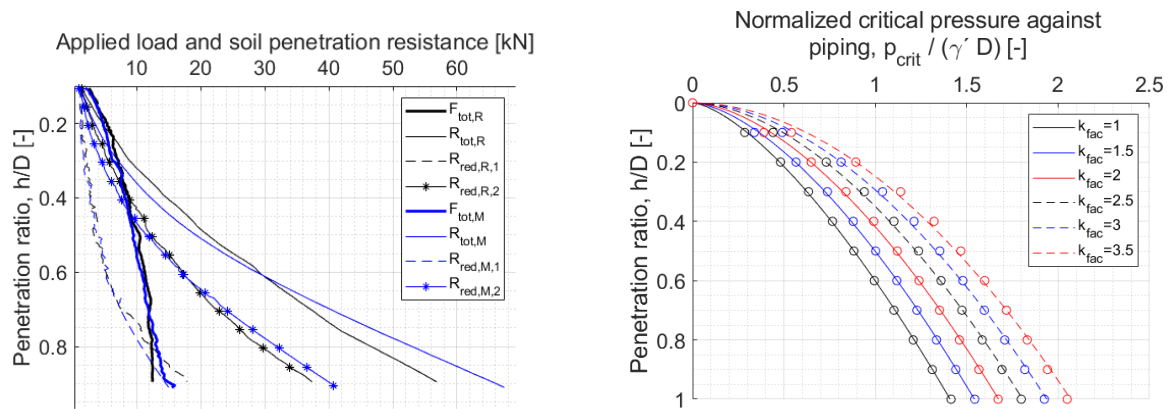 Applied load and soil penetration resistance [kN]
10 20 30 40 50 60
Penetration ratio, h/D [-]
0.2
0.4
0.6
0.8
F_tot,R
R_tot,R
R_red,R,1
R_red,R,2
F_tot,M
R_tot,M
R_red,M,1
R_red,M,2
Normalized critical pressure against
piping, p_crit / (γ´ D) [-]
0 0.5 1 1.5 2 2.5
Penetration ratio, h/D [-]
0
0.2
0.4
0.6
0.8
1
k_fac=1
k_fac=1.5
k_fac=2
k_fac=2.5
k_fac=3
k_fac=3.5